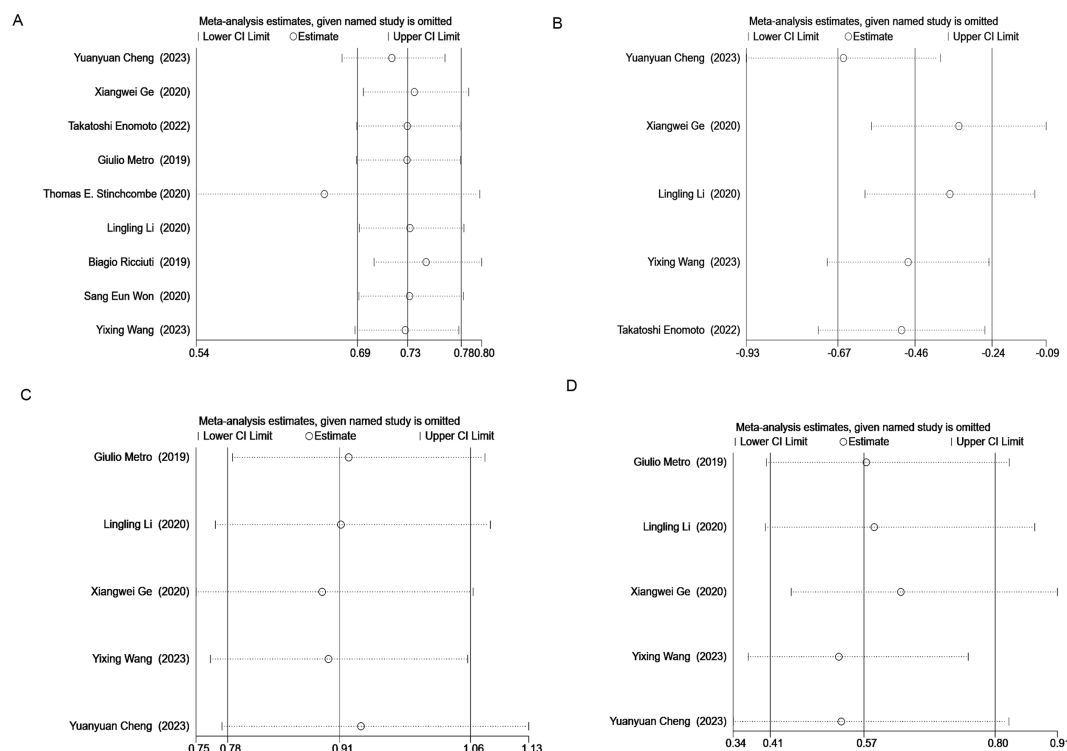 A
Meta-analysis estimates, given named study is omitted
| Lower CI Limit ○Estimate | Upper CI Limit
Yuanyuan Cheng (2023)
Xiangwei Ge (2020)
Takatoshi Enomoto (2022)
Giulio Metro (2019)
Thomas E. Stinchcombe (2020)
Lingling Li (2020)
Biagio Ricciuti (2019)
Sang Eun Won (2020)
Yixing Wang (2023)
0.54 0.69 0.73 0.78 0.80
B
Meta-analysis estimates, given named study is omitted
| Lower CI Limit ○Estimate | Upper CI Limit
Yuanyuan Cheng (2023)
Xiangwei Ge (2020)
Lingling Li (2020)
Yixing Wang (2023)
Takatoshi Enomoto (2022)
-0.93 -0.67 -0.46 -0.24 -0.09
C
Meta-analysis estimates, given named study is omitted
| Lower CI Limit ○Estimate | Upper CI Limit
Giulio Metro (2019)
Lingling Li (2020)
Xiangwei Ge (2020)
Yixing Wang (2023)
Yuanyuan Cheng (2023)
0.75 0.78 0.91 1.06 1.13
D
Meta-analysis estimates, given named study is omitted
| Lower CI Limit ○Estimate | Upper CI Limit
Giulio Metro (2019)
Lingling Li (2020)
Xiangwei Ge (2020)
Yixing Wang (2023)
Yuanyuan Cheng (2023)
0.34 0.41 0.57 0.80 0.91